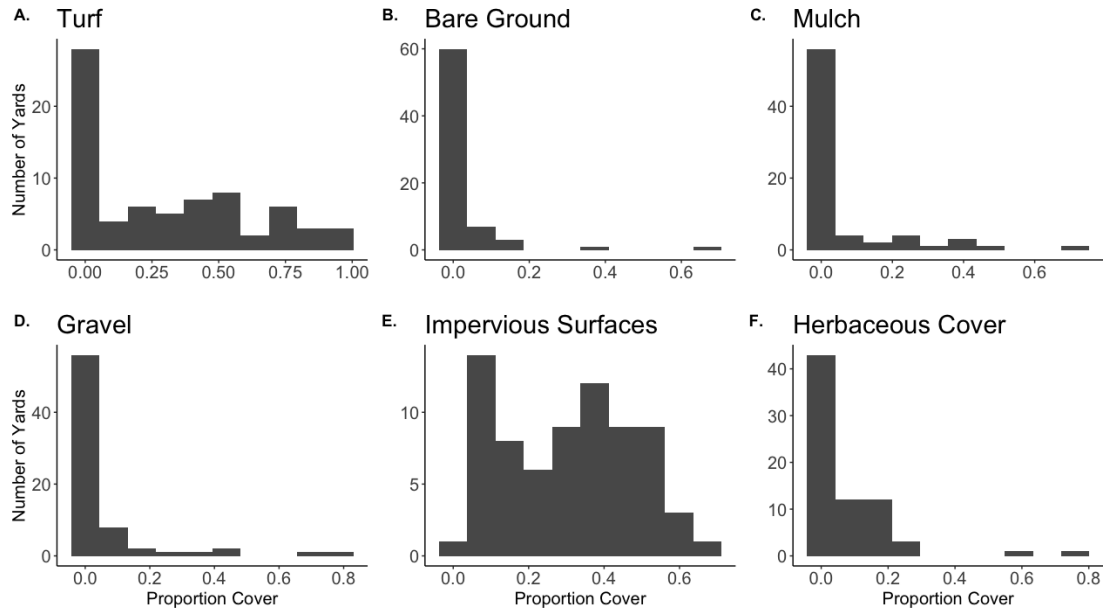 A. Turf
B. Bare Ground
C. Mulch
Number of Yards
20
10
0
0.00 0.25 0.50 0.75 1.00
60
40
20
0
0.0 0.2 0.4 0.6
40
20
0
0.0 0.2 0.4 0.6
D. Gravel
E. Impervious Surfaces
F. Herbaceous Cover
Number of Yards
40
20
0
0.0 0.2 0.4 0.6 0.8
Proportion Cover
10
5
0
0.0 0.2 0.4 0.6
Proportion Cover
40
30
20
10
0
0.0 0.2 0.4 0.6 0.8
Proportion Cover